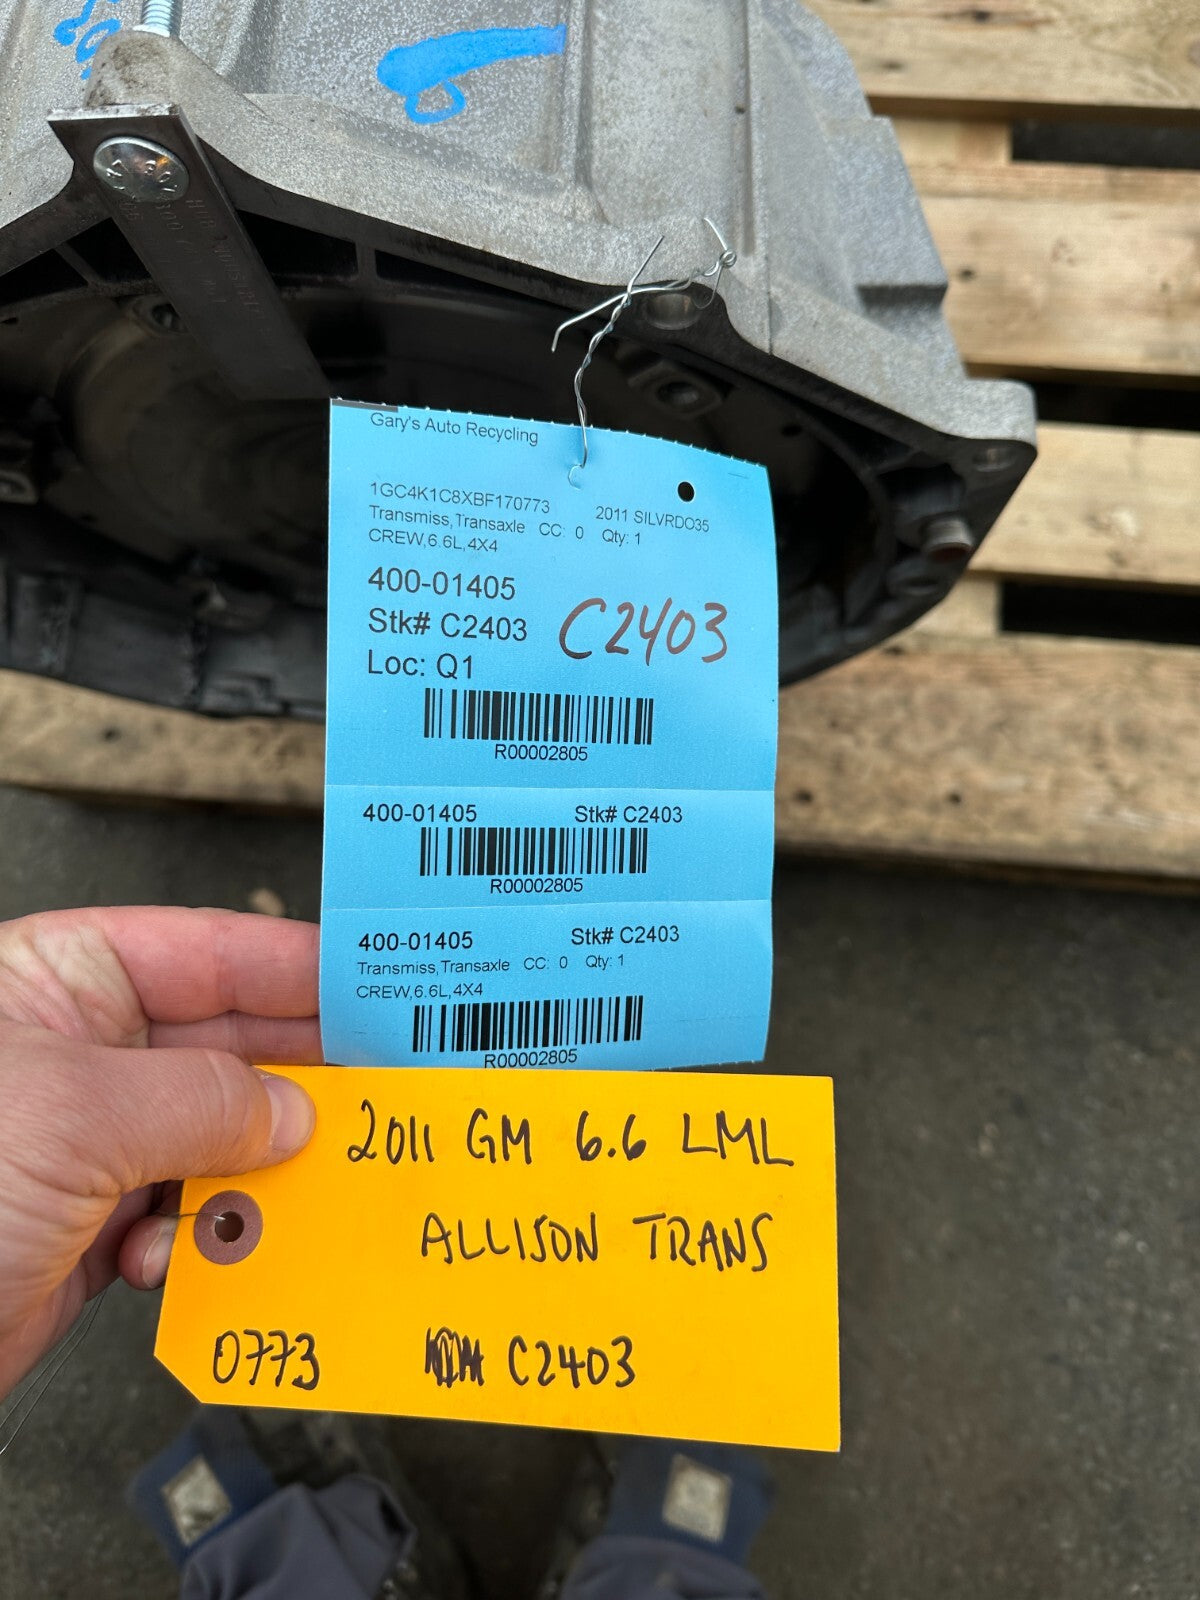 Gary's Auto Recycling
1GC4K1C8XBF170773 2011 SILVRDO35
Transmiss,Transaxle CC: 0 Qty: 1
CREW,6.6L,4X4
400-01405
Stk# C2403 C2403
Loc: Q1
R00002805
400-01405 Stk# C2403
R00002805
400-01405 Stk# C2403
Transmiss,Transaxle CC: 0 Qty: 1
CREW,6.6L,4X4
R00002805
2011 GM 6.6 LML
ALLISON TRANS
0773 C2403